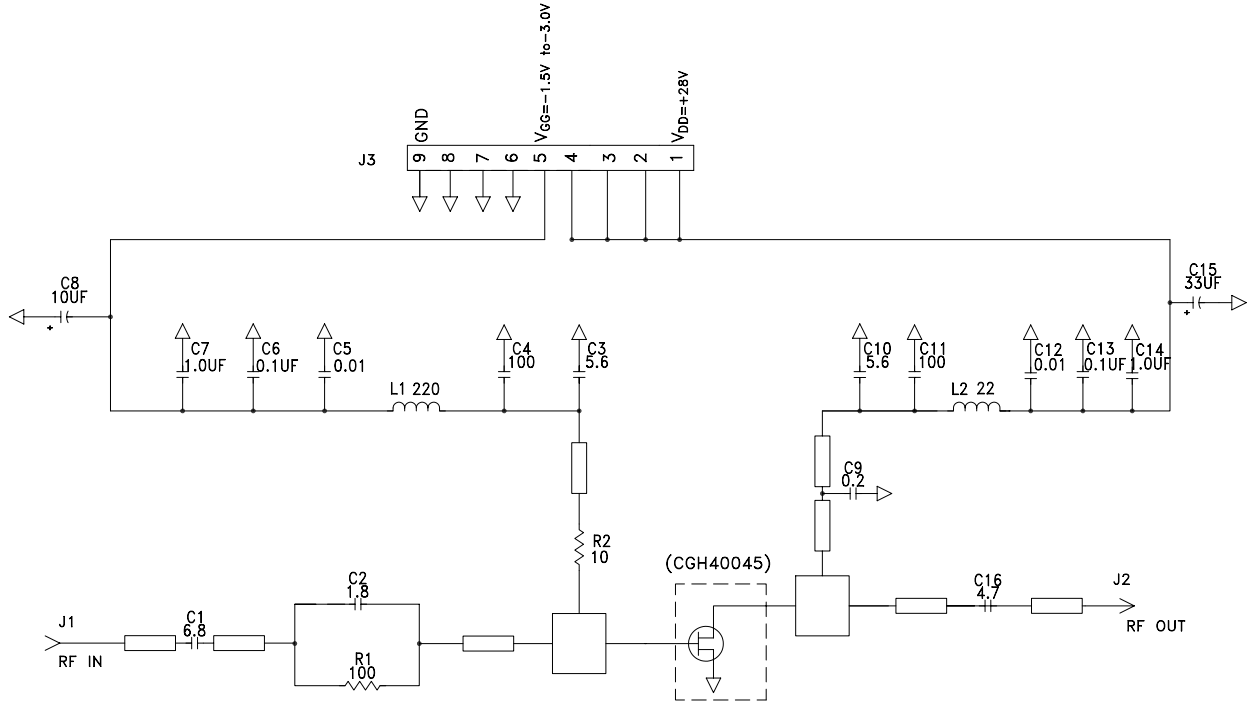 VGG=-1.5V to-3.0V
VDD=+28V
GND
J3
9 8 7 6 5 4 3 2 1
C8
10UF
C15
33UF
C7
1.0UF
C6
0.1UF
C5
0.01
C4
100
C3
5.6
C10
5.6
C11
100
C12
0.01
C13
0.1UF
C14
1.0UF
L1 220
L2 22
C9
0.2
R2
10
(CGH40045)
C2
1.8
C16
4.7
J2
RF OUT
J1
RF IN
C1
6.8
R1
100